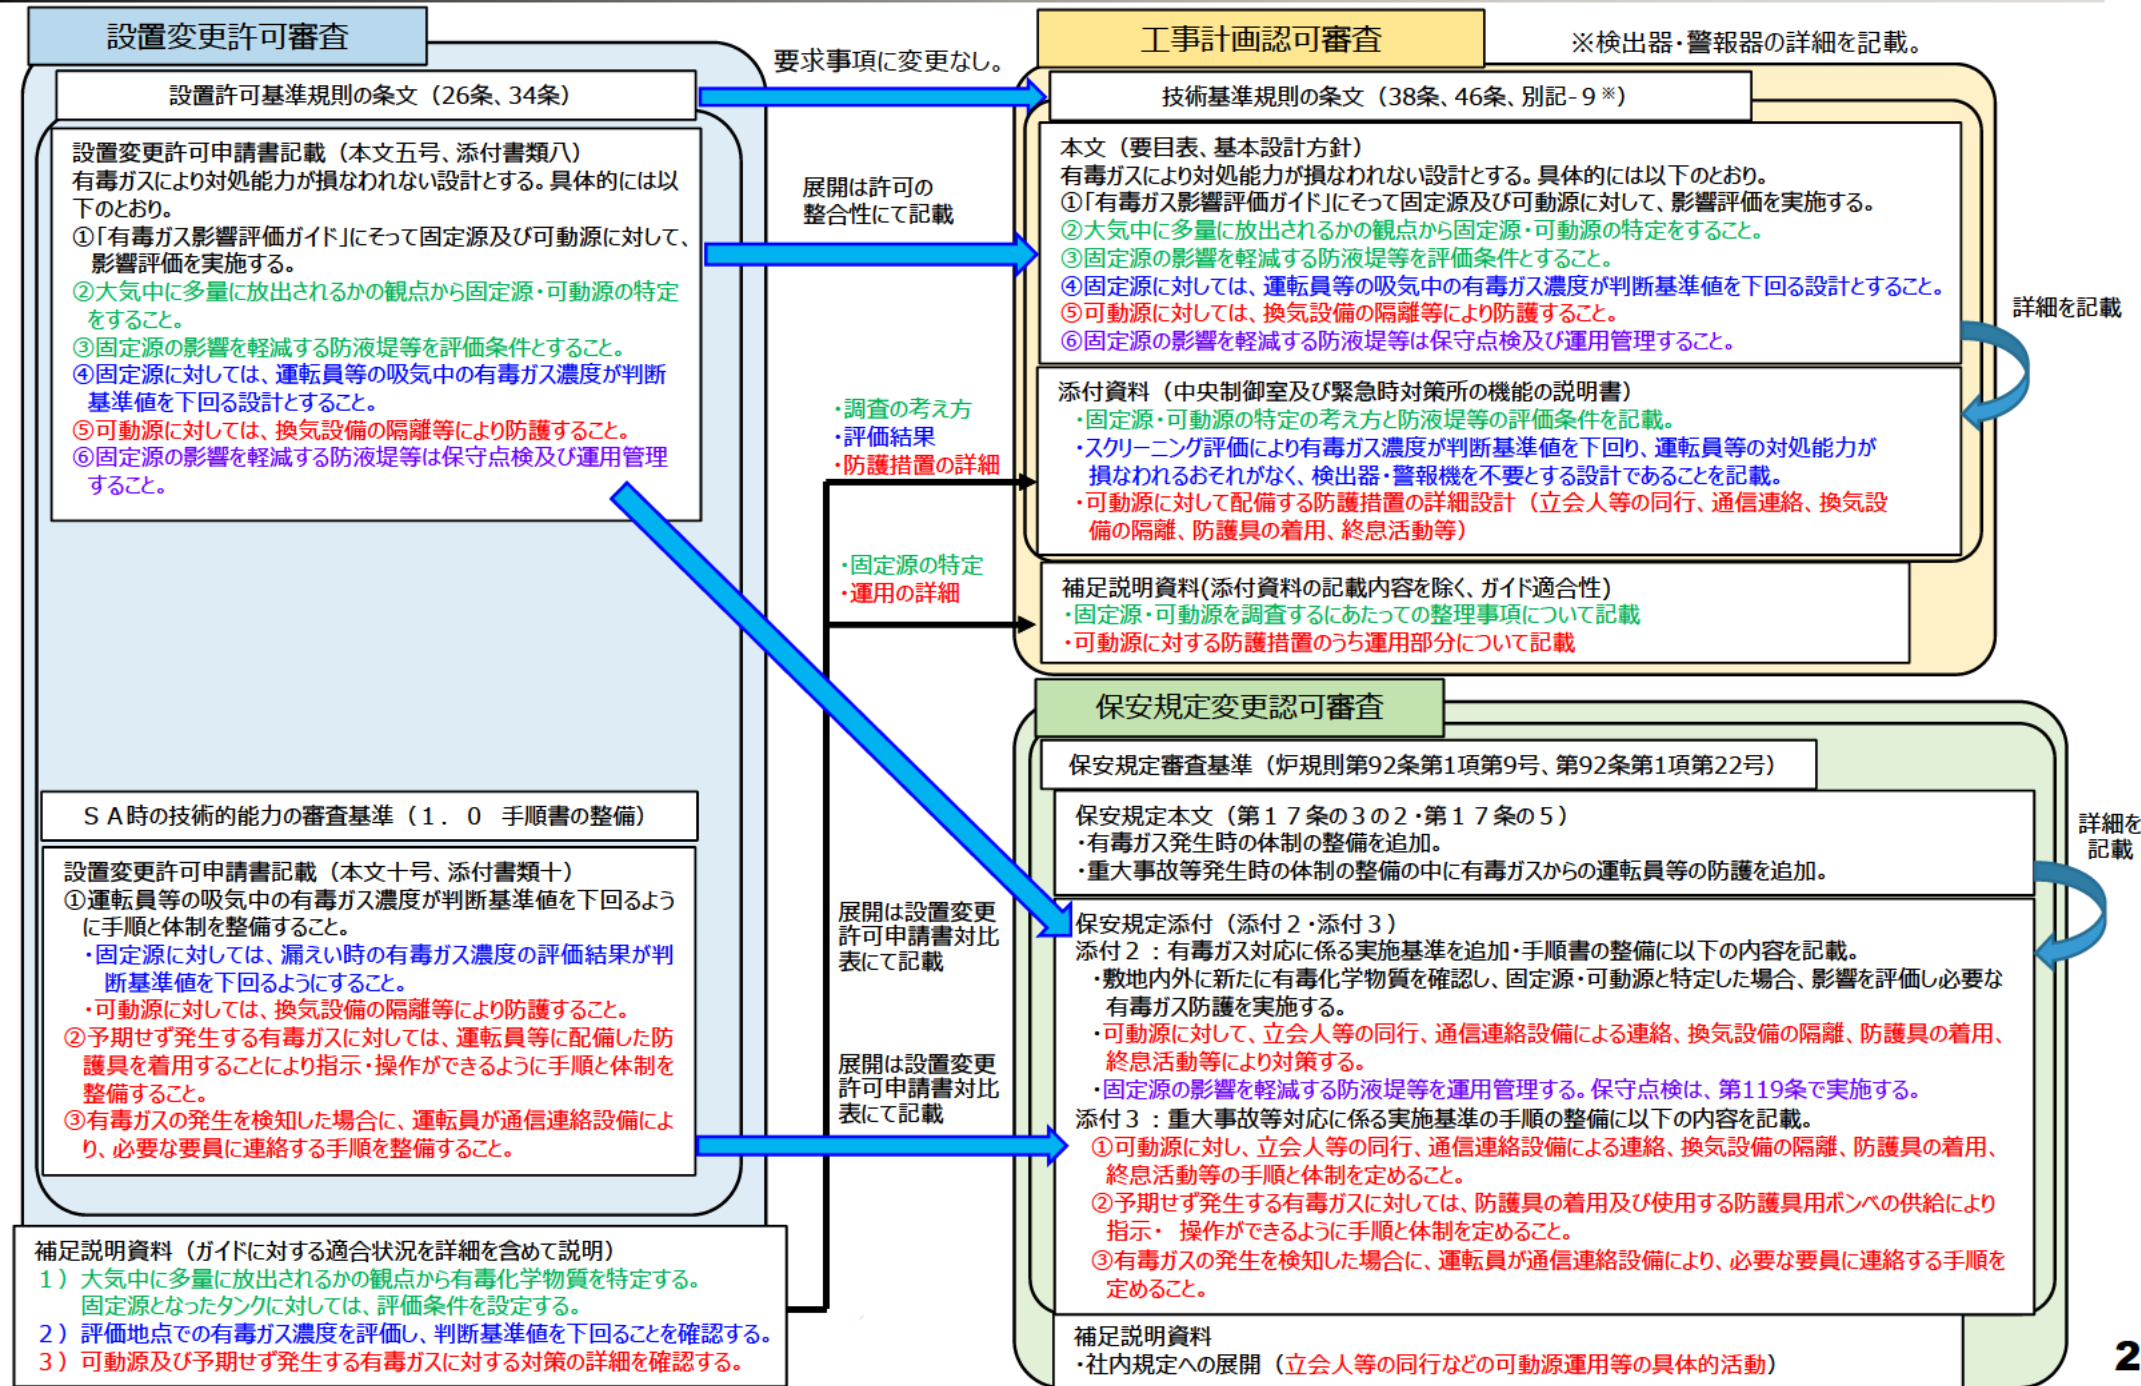 設置変更許可審査
設置許可基準規則の条文（26条、34条）
設置変更許可申請書記載（本文五号、添付書類八）
有毒ガスにより対処能力が損なわれない設計とする。具体的には以
下のとおり。
①「有毒ガス影響評価ガイド」にそって固定源及び可動源に対して、
影響評価を実施する。
②大気中に多量に放出されるかの観点から固定源・可動源の特定
をすること。
③固定源の影響を軽減する防液堤等を評価条件とすること。
④固定源に対しては、運転員等の吸気中の有毒ガス濃度が判断
基準値を下回る設計とすること。
⑤可動源に対しては、換気設備の隔離等により防護すること。
⑥固定源の影響を軽減する防液堤等は保守点検及び運用管理
すること。
ＳＡ時の技術的能力の審査基準（１．０　手順書の整備）
設置変更許可申請書記載（本文十号、添付書類十）
①運転員等の吸気中の有毒ガス濃度が判断基準値を下回るよう
に手順と体制を整備すること。
・固定源に対しては、漏えい時の有毒ガス濃度の評価結果が判
断基準値を下回るようにすること。
・可動源に対しては、換気設備の隔離等により防護すること。
②予期せず発生する有毒ガスに対しては、運転員等に配備した防
護具を着用することにより指示・操作ができるように手順と体制を
整備すること。
③有毒ガスの発生を検知した場合に、運転員が通信連絡設備によ
り、必要な要員に連絡する手順を整備すること。
補足説明資料（ガイドに対する適合状況を詳細を含めて説明）
１）大気中に多量に放出されるかの観点から有毒化学物質を特定する。
固定源となったタンクに対しては、評価条件を設定する。
２）評価地点での有毒ガス濃度を評価し、判断基準値を下回ることを確認する。
３）可動源及び予期せず発生する有毒ガスに対する対策の詳細を確認する。
要求事項に変更なし。
展開は許可の
整合性にて記載
・調査の考え方
・評価結果
・防護措置の詳細
・固定源の特定
・運用の詳細
展開は設置変更
許可申請書対比
表にて記載
展開は設置変更
許可申請書対比
表にて記載
工事計画認可審査
※検出器・警報器の詳細を記載。
技術基準規則の条文（38条、46条、別記-９※）
本文（要目表、基本設計方針）
有毒ガスにより対処能力が損なわれない設計とする。具体的には以下のとおり。
①「有毒ガス影響評価ガイド」にそって固定源及び可動源に対して、影響評価を実施する。
②大気中に多量に放出されるかの観点から固定源・可動源の特定をすること。
③固定源の影響を軽減する防液堤等を評価条件とすること。
④固定源に対しては、運転員等の吸気中の有毒ガス濃度が判断基準値を下回る設計とすること。
⑤可動源に対しては、換気設備の隔離等により防護すること。
⑥固定源の影響を軽減する防液堤等は保守点検及び運用管理すること。
詳細を記載
添付資料（中央制御室及び緊急時対策所の機能の説明書）
・固定源・可動源の特定の考え方と防液堤等の評価条件を記載。
・スクリーニング評価により有毒ガス濃度が判断基準値を下回り、運転員等の対処能力が
損なわれるおそれがなく、検出器・警報機を不要とする設計であることを記載。
・可動源に対して配備する防護措置の詳細設計（立会人等の同行、通信連絡、換気設
備の隔離、防護具の着用、終息活動等）
補足説明資料(添付資料の記載内容を除く、ガイド適合性)
・固定源・可動源を調査するにあたっての整理事項について記載
・可動源に対する防護措置のうち運用部分について記載
保安規定変更認可審査
保安規定審査基準（炉規則第92条第1項第9号、第92条第1項第22号）
保安規定本文（第１７条の３の２・第１７条の５）
・有毒ガス発生時の体制の整備を追加。
・重大事故等発生時の体制の整備の中に有毒ガスからの運転員等の防護を追加。
詳細を
記載
保安規定添付（添付２・添付３）
添付２：有毒ガス対応に係る実施基準を追加・手順書の整備に以下の内容を記載。
・敷地内外に新たに有毒化学物質を確認し、固定源・可動源と特定した場合、影響を評価し必要な
有毒ガス防護を実施する。
・可動源に対して、立会人等の同行、通信連絡設備による連絡、換気設備の隔離、防護具の着用、
終息活動等により対策する。
・固定源の影響を軽減する防液堤等を運用管理する。保守点検は、第119条で実施する。
添付３：重大事故等対応に係る実施基準の手順の整備に以下の内容を記載。
①可動源に対し、立会人等の同行、通信連絡設備による連絡、換気設備の隔離、防護具の着用、
終息活動等の手順と体制を定めること。
②予期せず発生する有毒ガスに対しては、防護具の着用及び使用する防護具用ボンベの供給により
指示・ 操作ができるように手順と体制を定めること。
③有毒ガスの発生を検知した場合に、運転員が通信連絡設備により、必要な要員に連絡する手順を
定めること。
補足説明資料
・社内規定への展開（立会人等の同行などの可動源運用等の具体的活動）
2